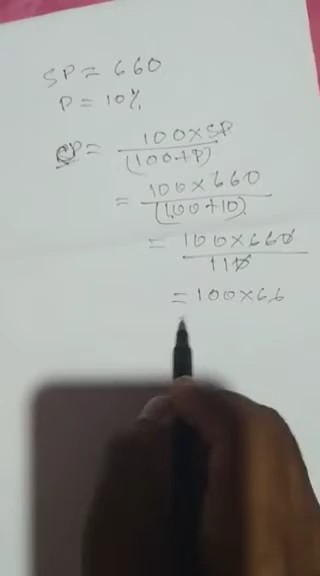 SP = 660
P = 10%
CP = 100×SP
(100+P)
= 100×660
(100+10)
= 100×660
110
= 100×66